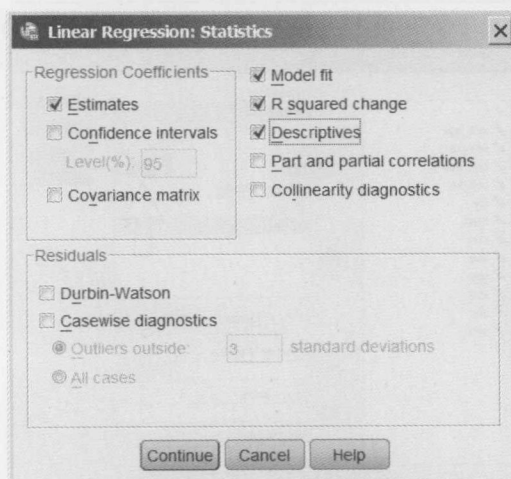 Linear Regression: Statistics
Regression Coefficients
Estimates
Confidence intervals
Level(%): 95
Covariance matrix
Model fit
R squared change
Descriptives
Part and partial correlations
Collinearity diagnostics
Residuals
Durbin-Watson
Casewise diagnostics
Outliers outside: 3 standard deviations
All cases
Continue Cancel Help